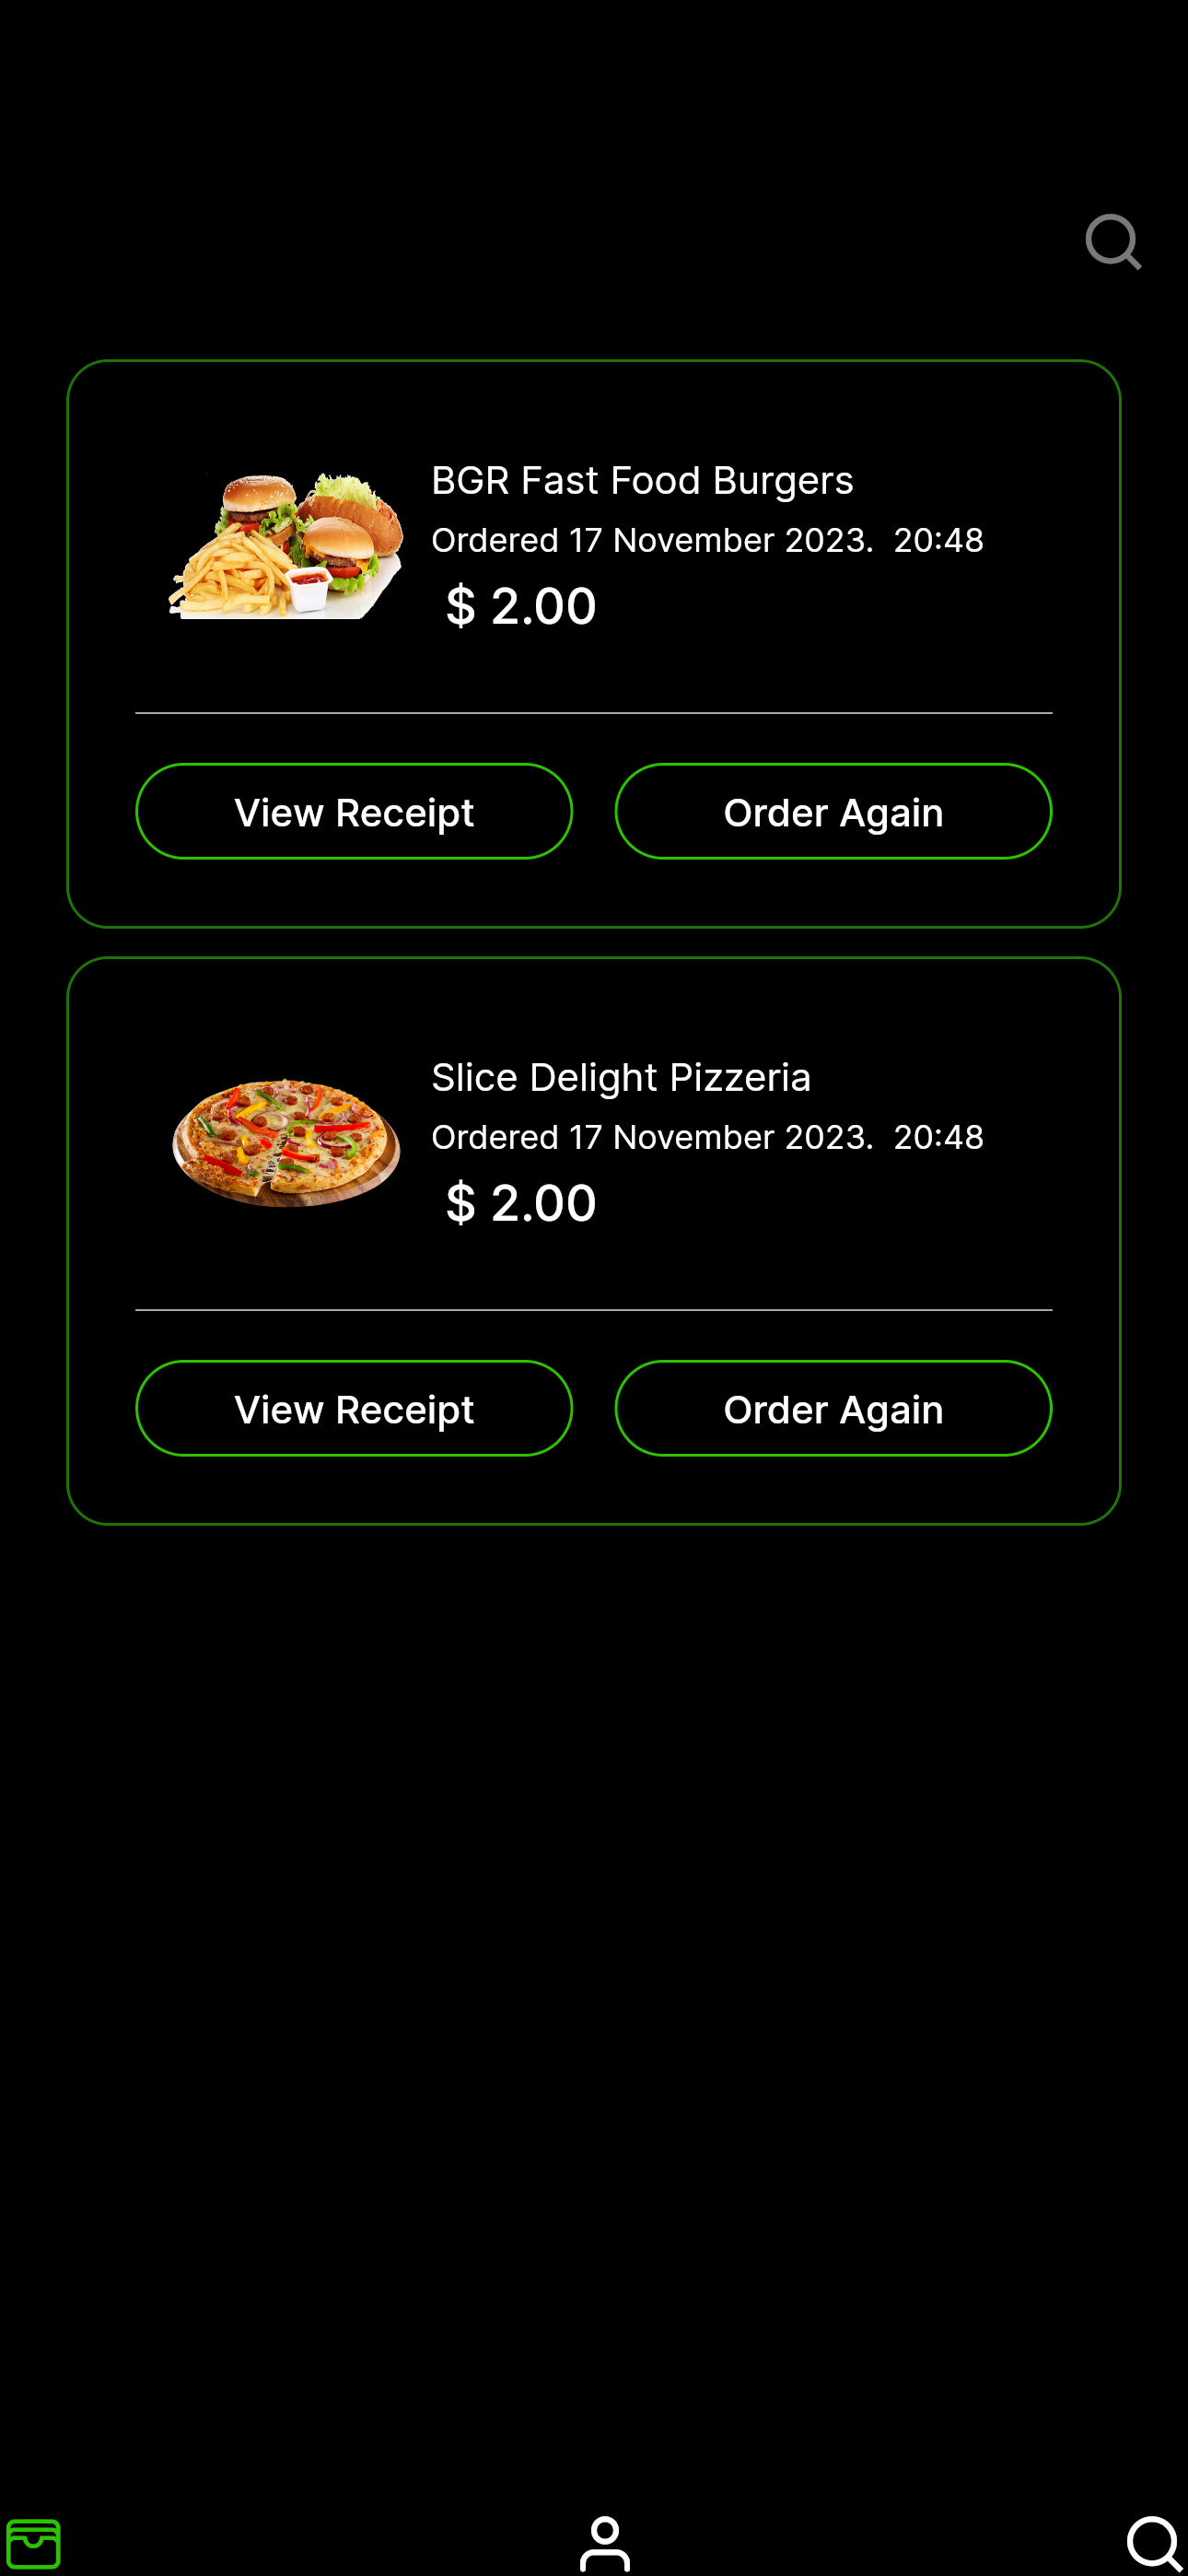 BGR Fast Food Burgers
Ordered 17 November 2023.  20:48
$ 2.00
View Receipt
Order Again
Slice Delight Pizzeria
Ordered 17 November 2023.  20:48
$ 2.00
View Receipt
Order Again